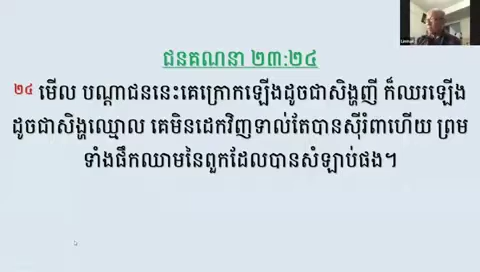 ជនគណនា ២៣:២៤
២៤ មើល បណ្ដាជននេះគេក្រោកឡើងដូចជាសិង្ហញី ក៏ឈរឡើង
ដូចជាសិង្ហឈ្មោល គេមិនដេកវិញទាល់តែបានស៊ីរំពាហើយ ព្រម
ទាំងផឹកឈាមនៃពួកដែលបានសំឡាប់ផង។